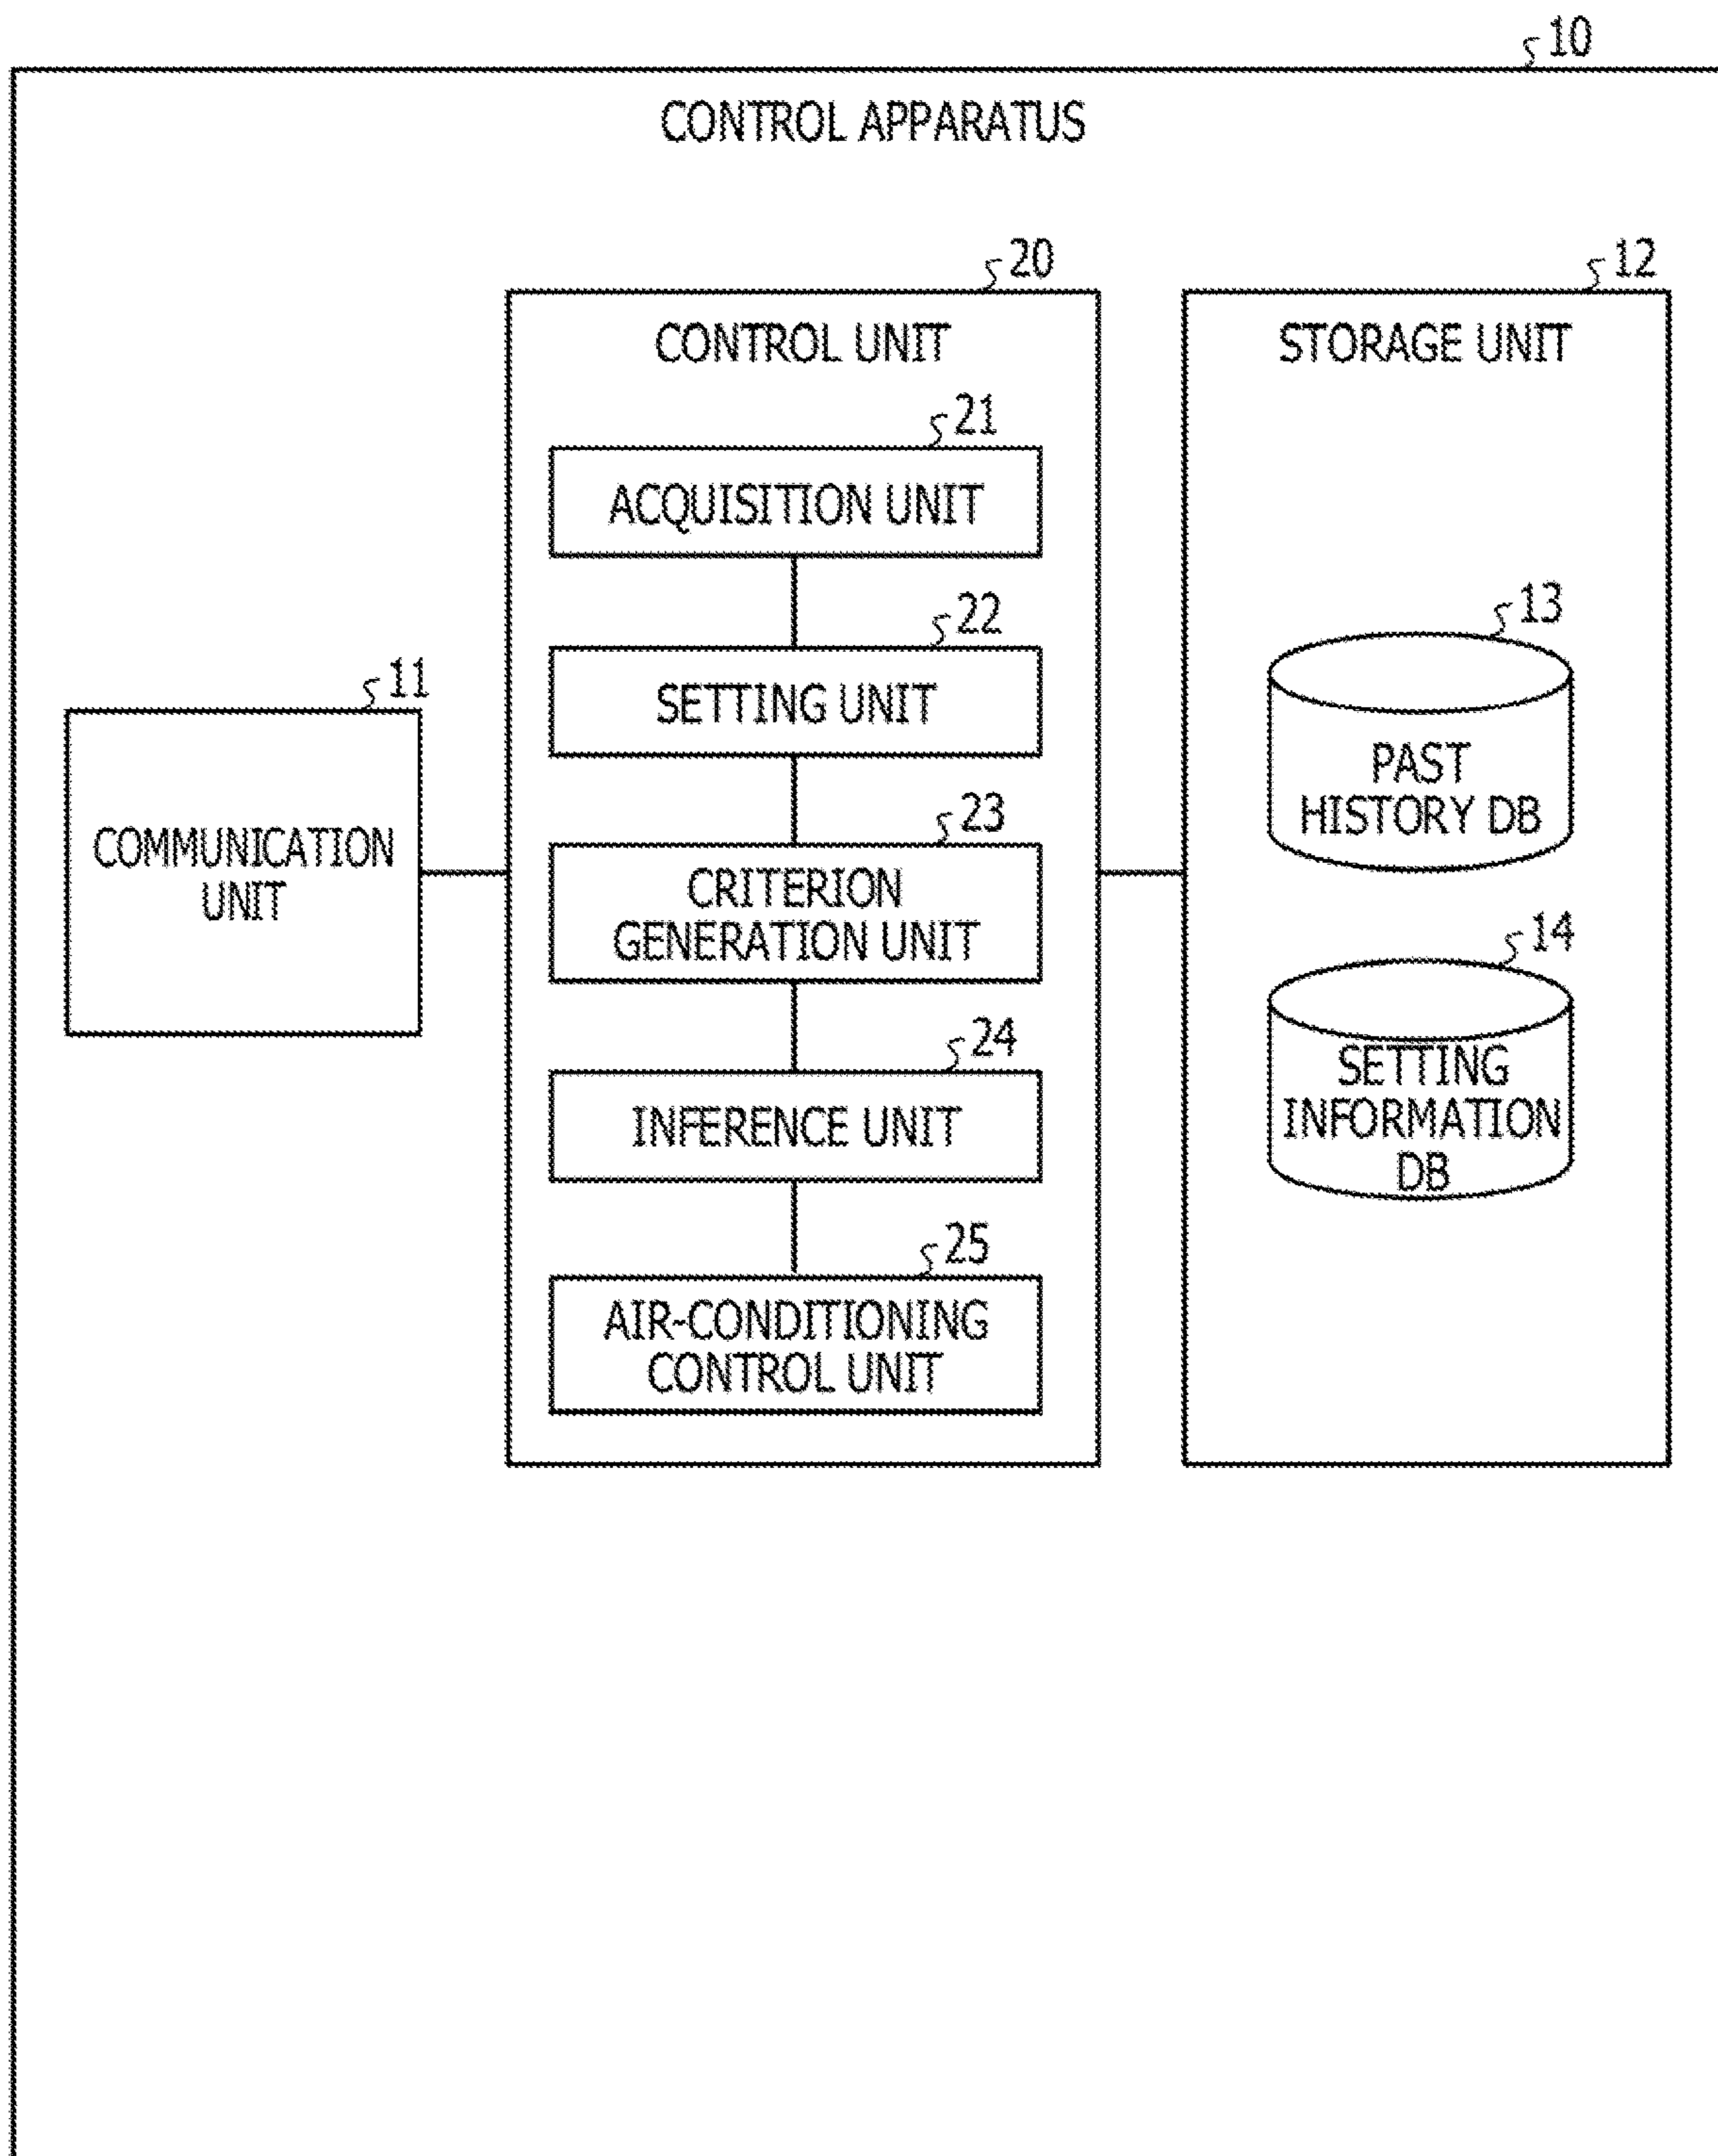 10
CONTROL APPARATUS
20
CONTROL UNIT
21
ACQUISITION UNIT
22
SETTING UNIT
23
CRITERION
GENERATION UNIT
24
INFERENCE UNIT
25
AIR-CONDITIONING
CONTROL UNIT
11
COMMUNICATION
UNIT
12
STORAGE UNIT
13
PAST
HISTORY DB
14
SETTING
INFORMATION
DB